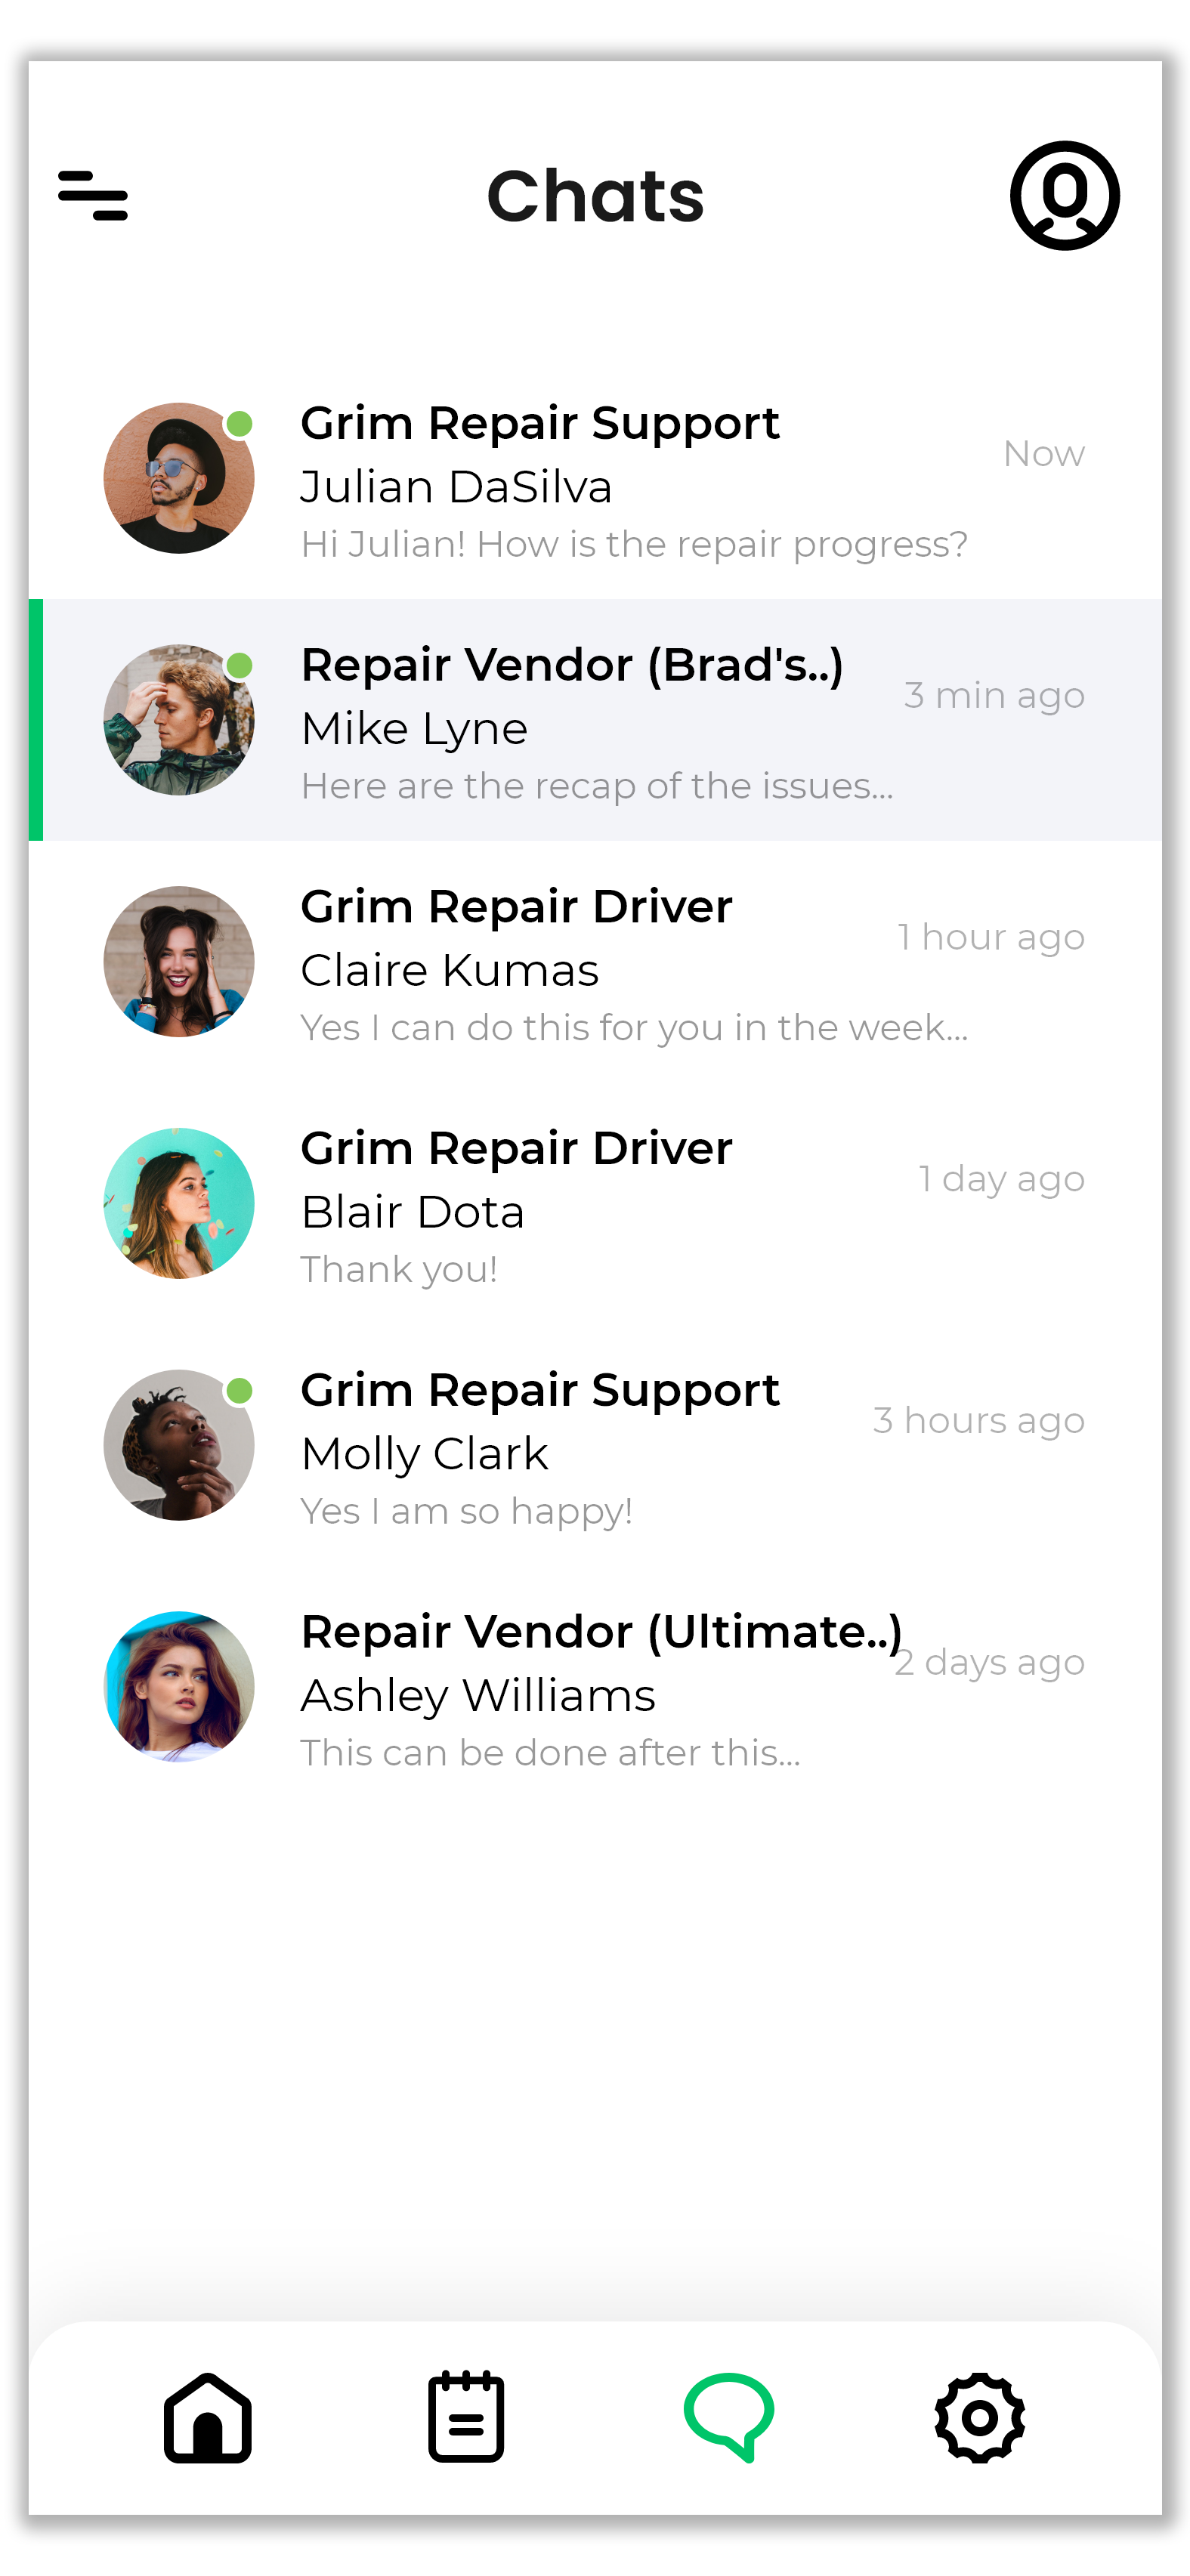 Chats
Grim Repair Support
Now
Julian DaSilva
Hi Julian! How is the repair progress?
Repair Vendor (Brad's..)
3 min ago
Mike Lyne
Here are the recap of the issues...
Grim Repair Driver
1 hour ago
Claire Kumas
Yes I can do this for you in the week...
Grim Repair Driver
1 day ago
Blair Dota
Thank you!
Grim Repair Support
3 hours ago
Molly Clark
Yes I am so happy!
Repair Vendor (Ultimate..)
2 days ago
Ashley Williams
This can be done after this...